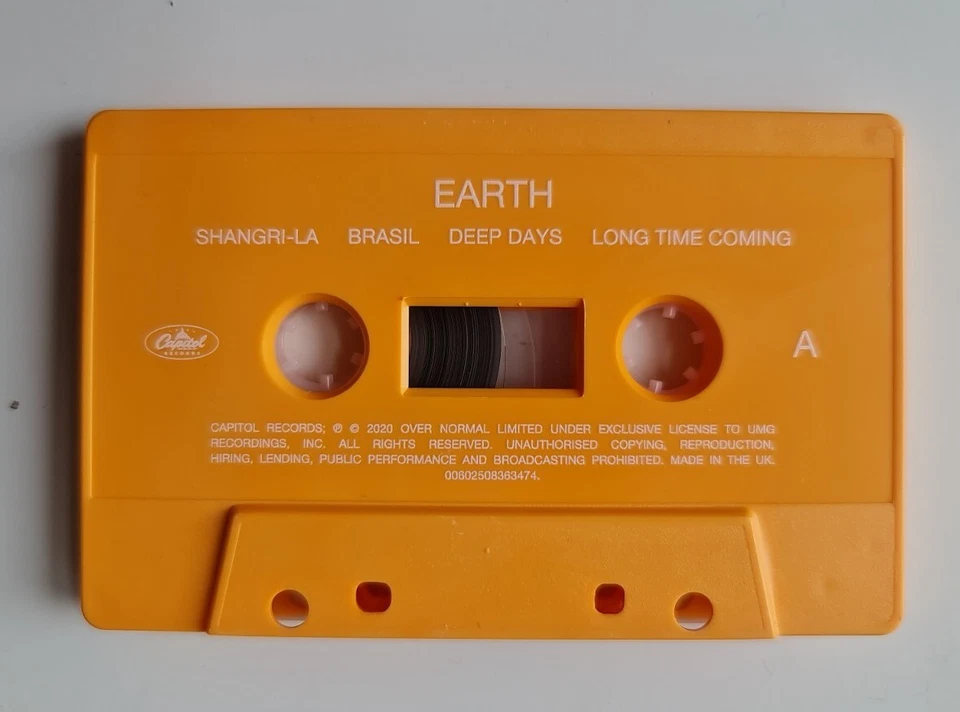 EARTH
SHANGRI-LA BRASIL DEEP DAYS LONG TIME COMING
Capitol
RECORDS
A
CAPITOL RECORDS; ℗ © 2020 OVER NORMAL LIMITED UNDER EXCLUSIVE LICENSE TO UMG
RECORDINGS, INC. ALL RIGHTS RESERVED. UNAUTHORISED COPYING, REPRODUCTION,
HIRING, LENDING, PUBLIC PERFORMANCE AND BROADCASTING PROHIBITED. MADE IN THE UK.
00602508363474.